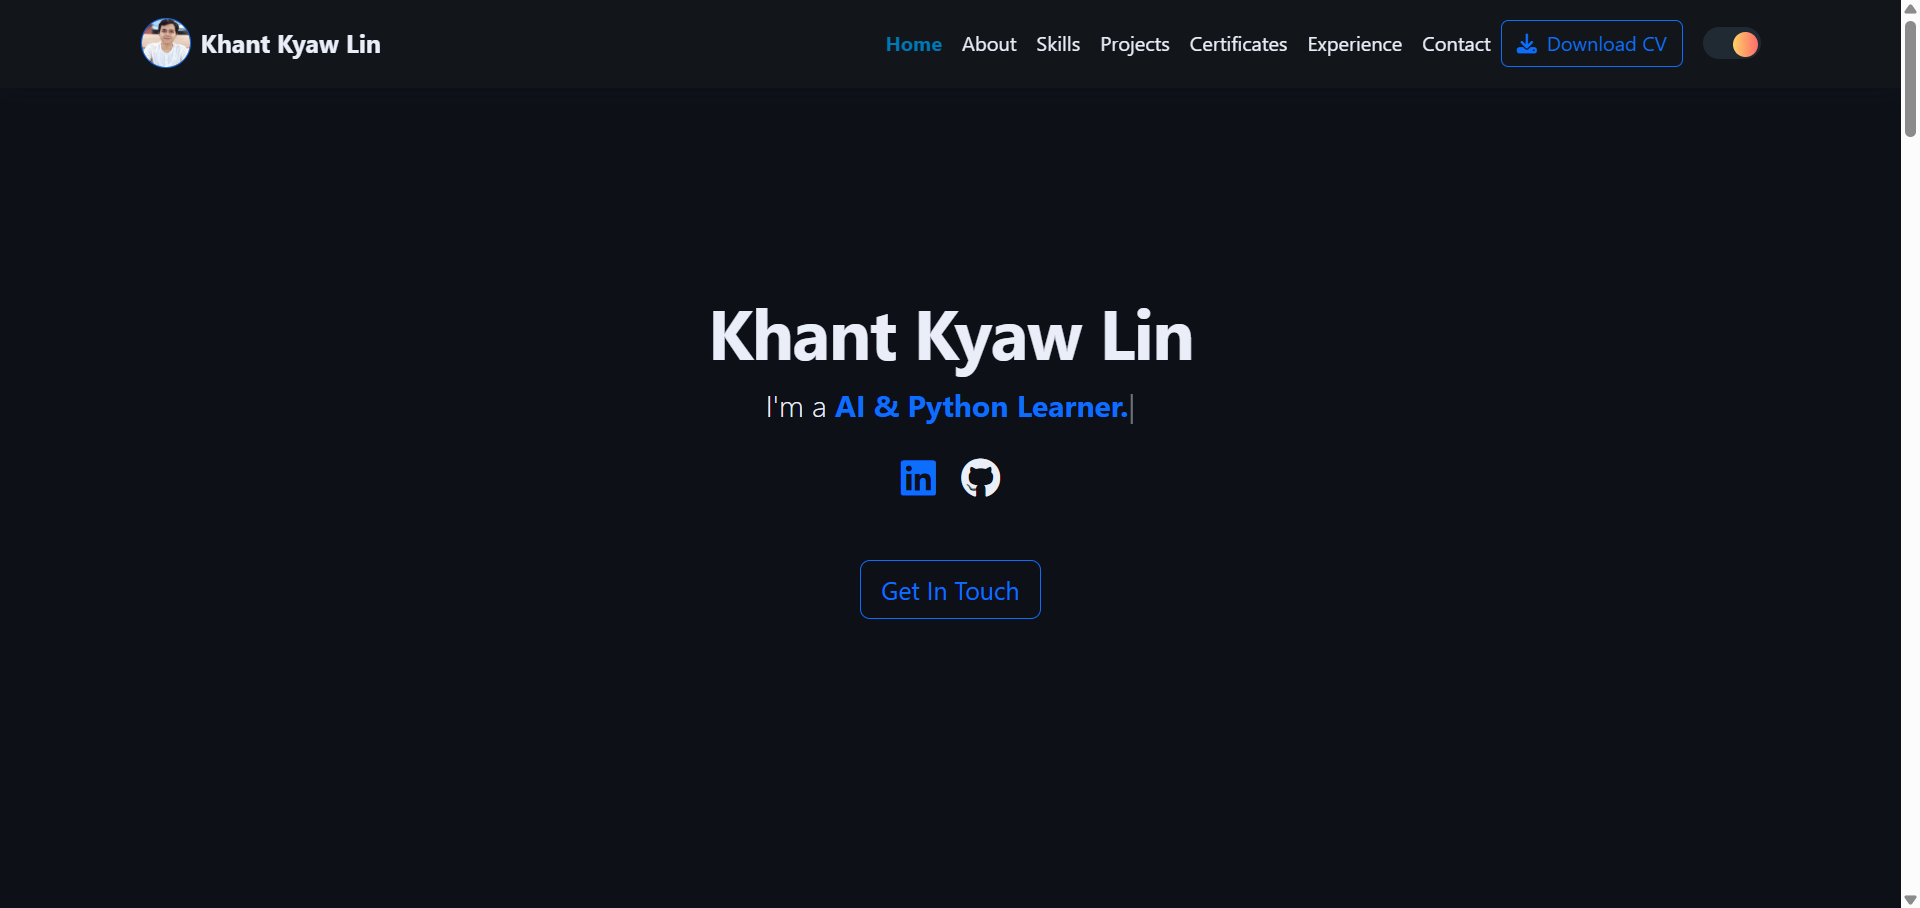 Khant Kyaw Lin
Home About Skills Projects Certificates Experience Contact Download CV
Khant Kyaw Lin
I'm a AI & Python Learner.|
in
Get In Touch